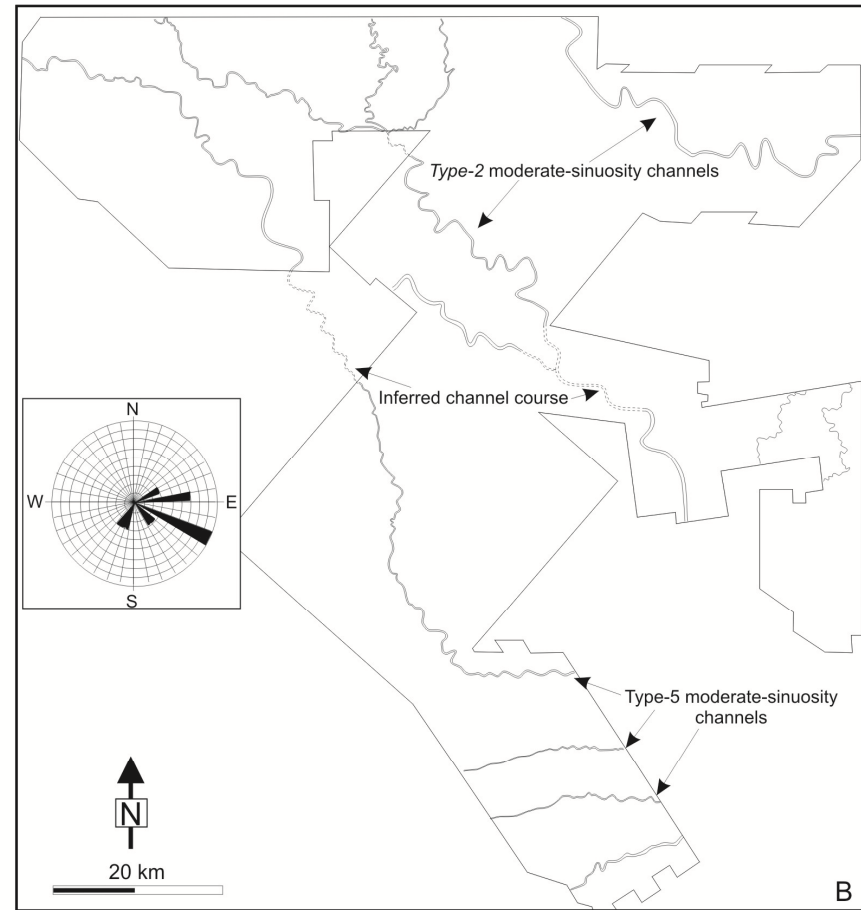 Type-2 moderate-sinuosity channels
Inferred channel course
N
W
E
S
Type-5 moderate-sinuosity
channels
N
20 km
B